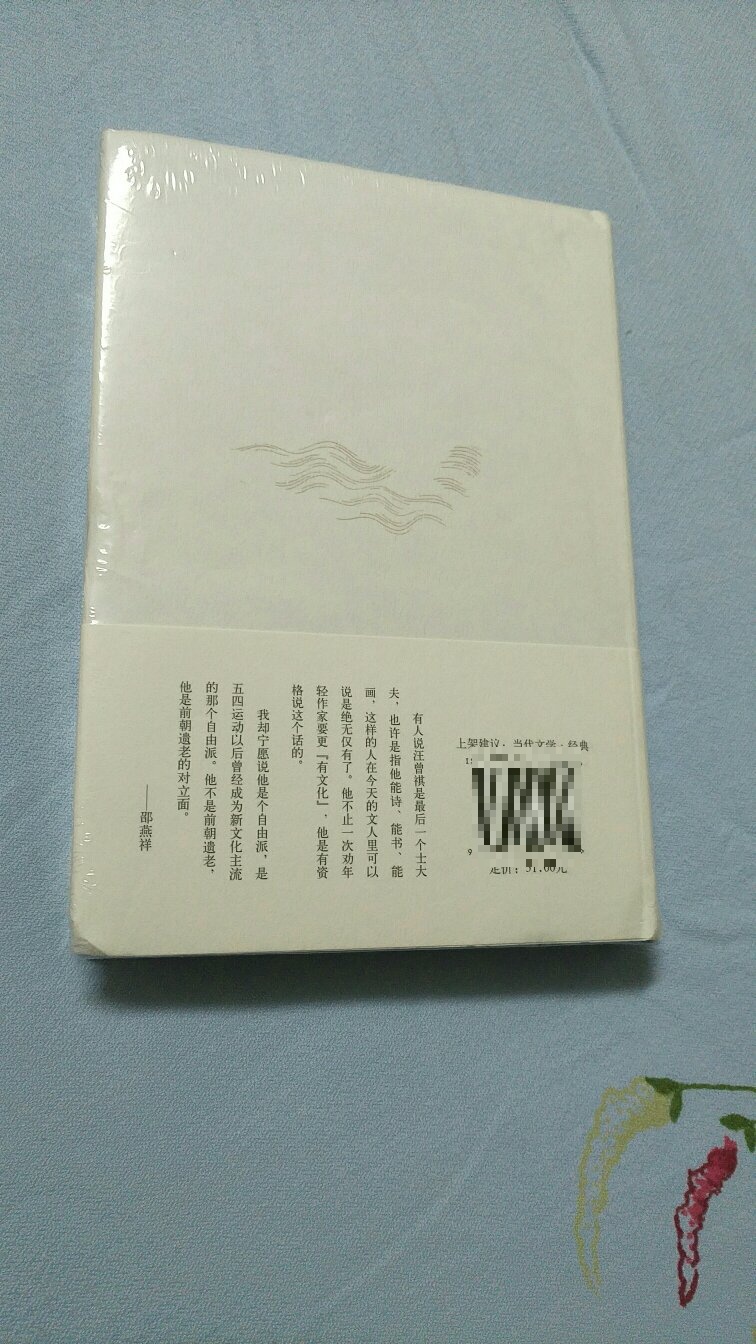 有人说汪曾祺是最后一个士大
夫，也许是指他能诗、能书、能
画，这样的人在今天的文人里可以
说是绝无仅有了。他不止一次劝年
轻作家要更『有文化』，他是有资
格说这个话的。
我却宁愿说他是个自由派，是
五四运动以后曾经成为新文化主流
的那个自由派。他不是前朝遗老，
他是前朝遗老的对立面。
——邵燕祥
上架建议：当代文学·经典
9
定价：